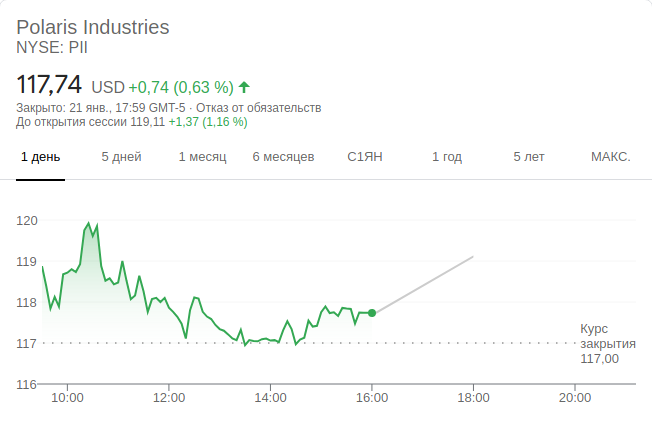 Polaris Industries
NYSE: PII
117,74 USD +0,74 (0,63 %)
Закрыто: 21 янв., 17:59 GMT-5 · Отказ от обязательств
До открытия сессии 119,11 +1,37 (1,16 %)
1 день 5 дней 1 месяц 6 месяцев С1ЯН 1 год 5 лет МАКС.
120
119
118
117
116
Курс
закрытия
117,00
10:00 12:00 14:00 16:00 18:00 20:00